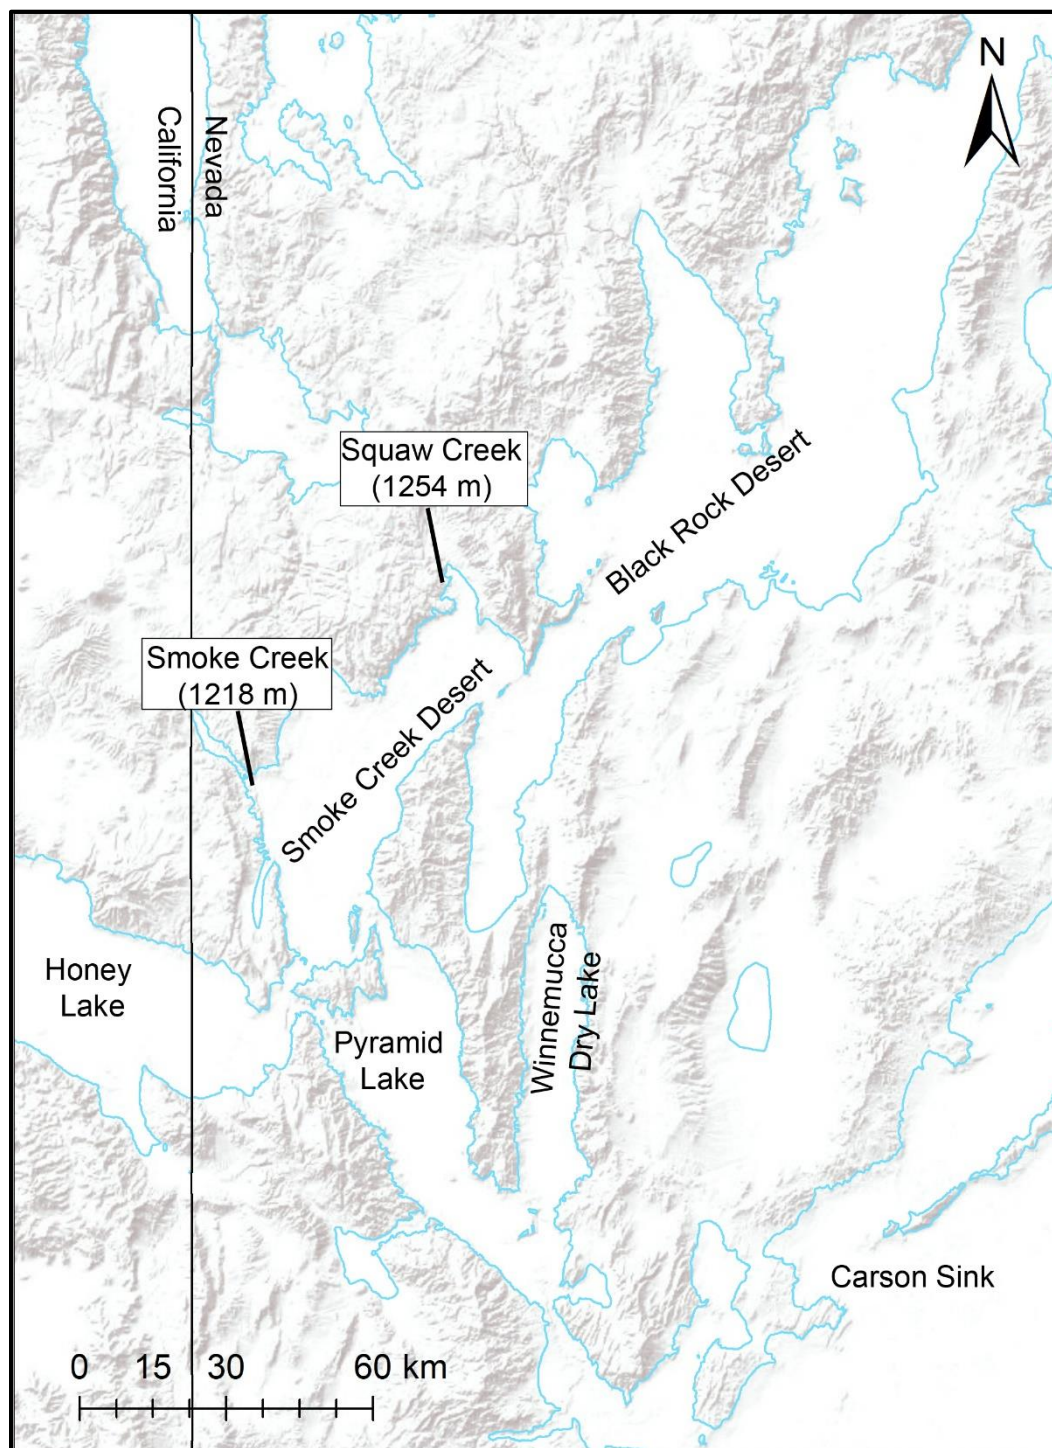 N
California
Nevada
Squaw Creek
(1254 m)
Black Rock Desert
Smoke Creek
(1218 m)
Smoke Creek Desert
Honey
Lake
Pyramid
Lake
Winnemucca
Dry Lake
Carson Sink
0 15 30 60 km